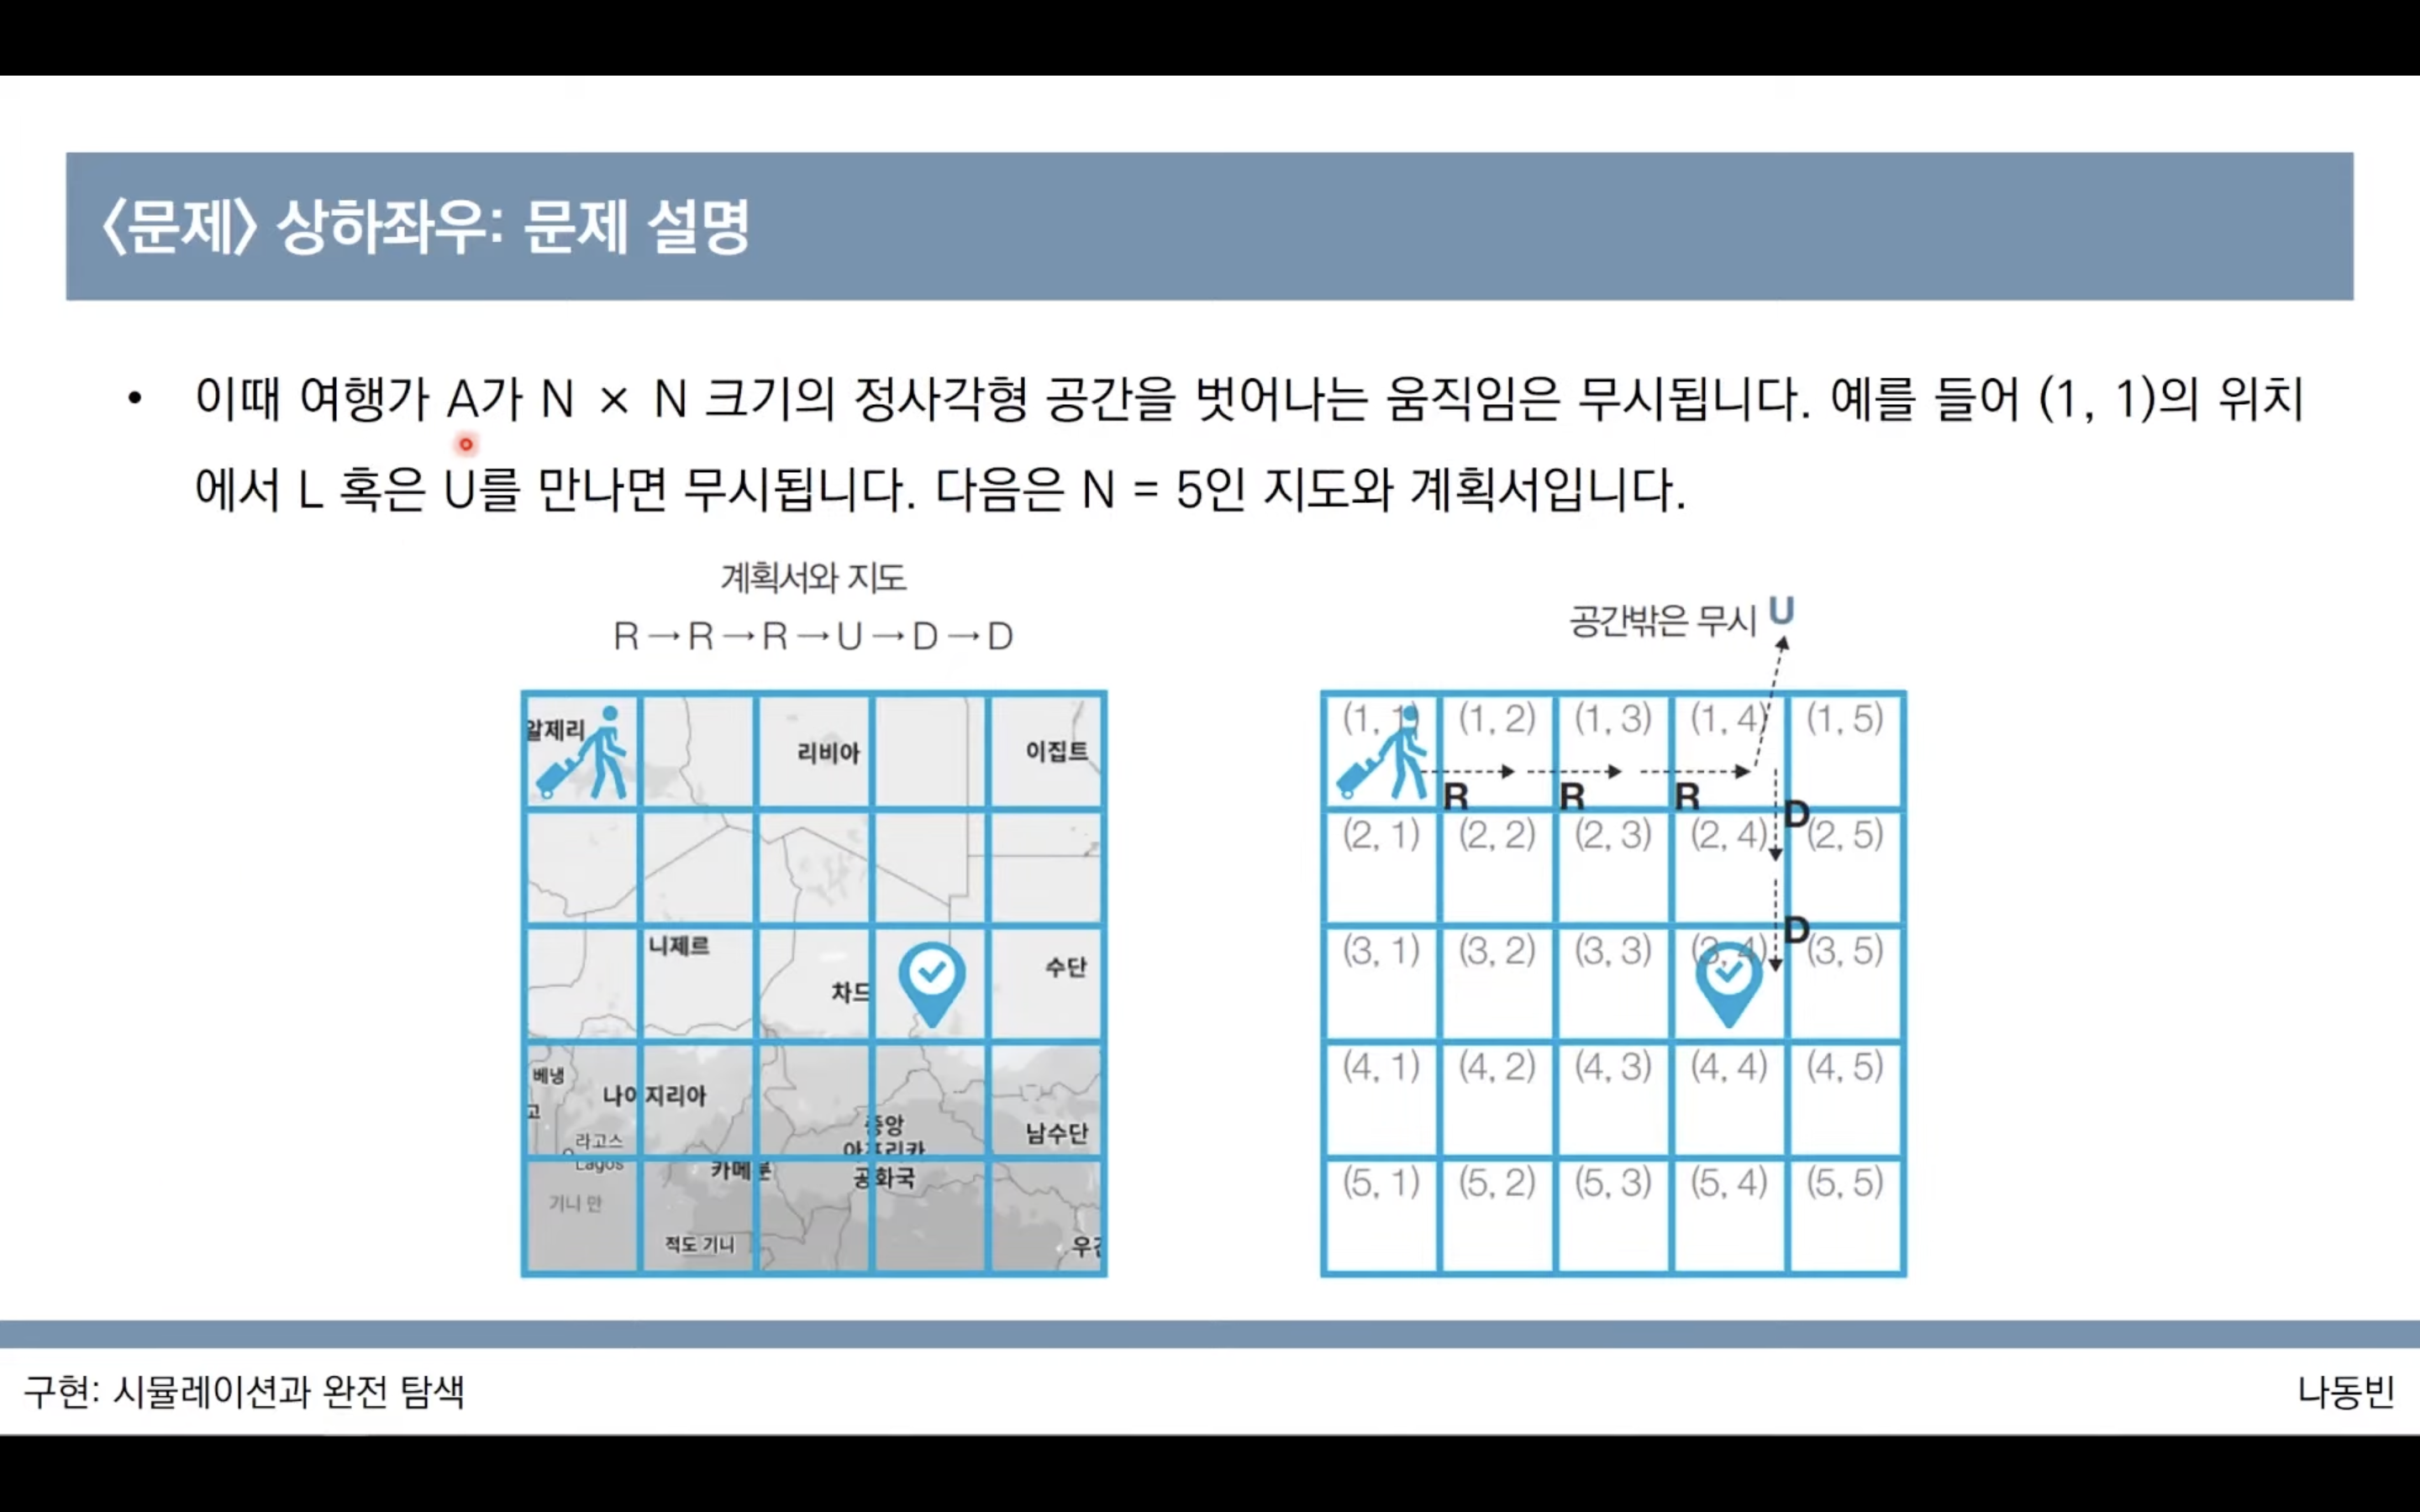 〈문제〉 상하좌우: 문제 설명
• 이때 여행가 A가 N × N 크기의 정사각형 공간을 벗어나는 움직임은 무시됩니다. 예를 들어 (1, 1)의 위치
에서 L 혹은 U를 만나면 무시됩니다. 다음은 N = 5인 지도와 계획서입니다.
계획서와 지도
R→R→R→U→D→D
알제리
리비아
이집트
니제르
차드
수단
베냉
고
나이지리아
라고스
Lagos
중앙
아프리카
공화국
남수단
카메룬
기니 만
적도 기니
우간
공간밖은 무시 U
(1, 1) (1, 2) (1, 3) (1, 4) (1, 5)
R R R D
(2, 1) (2, 2) (2, 3) (2, 4) (2, 5)
D
(3, 1) (3, 2) (3, 3) (3, 4) (3, 5)
(4, 1) (4, 2) (4, 3) (4, 4) (4, 5)
(5, 1) (5, 2) (5, 3) (5, 4) (5, 5)
구현: 시뮬레이션과 완전 탐색
나동빈